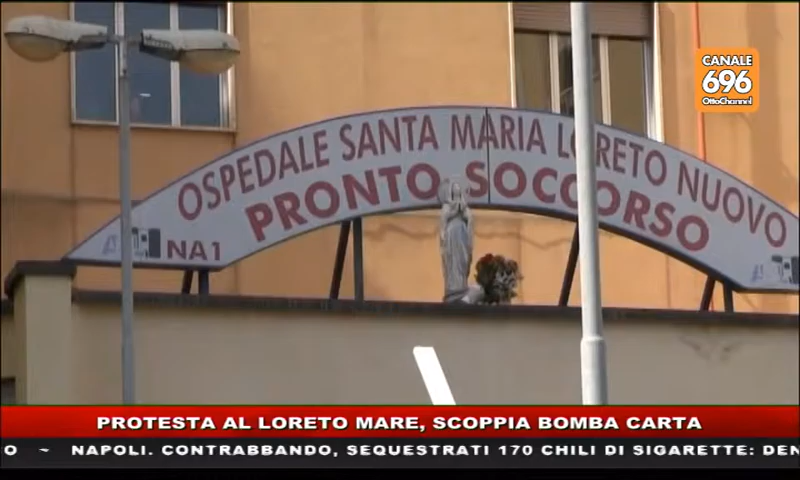 CANALE
696
OttoChannel
OSPEDALE SANTA MARIA LORETO NUOVO
PRONTO SOCCORSO
NA1
PROTESTA AL LORETO MARE, SCOPPIA BOMBA CARTA
O ~ NAPOLI. CONTRABBANDO, SEQUESTRATI 170 CHILI DI SIGARETTE: DEN